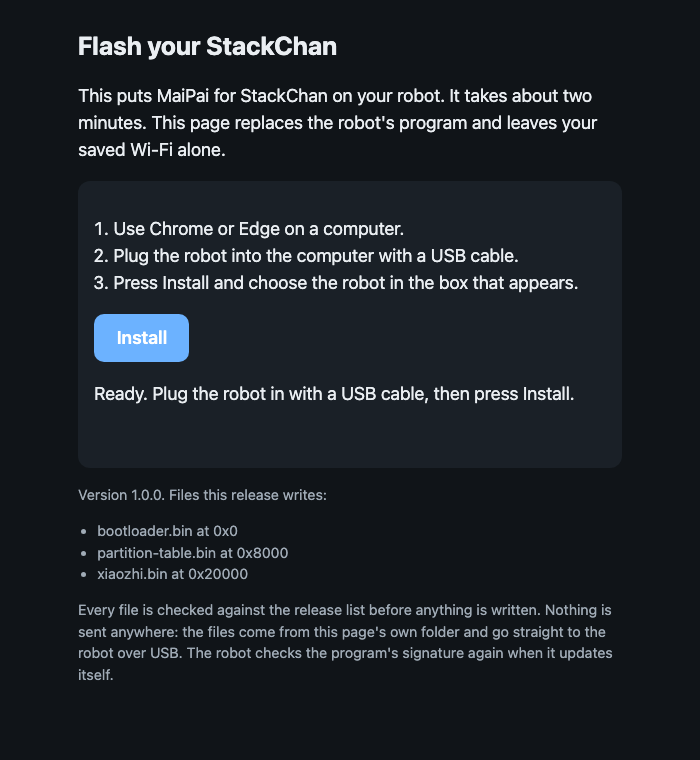 Flash your StackChan
This puts MaiPai for StackChan on your robot. It takes about two
minutes. This page replaces the robot's program and leaves your
saved Wi-Fi alone.
1. Use Chrome or Edge on a computer.
2. Plug the robot into the computer with a USB cable.
3. Press Install and choose the robot in the box that appears.
Install
Ready. Plug the robot in with a USB cable, then press Install.
Version 1.0.0. Files this release writes:
• bootloader.bin at 0x0
• partition-table.bin at 0x8000
• xiaozhi.bin at 0x20000
Every file is checked against the release list before anything is written. Nothing is
sent anywhere: the files come from this page's own folder and go straight to the
robot over USB. The robot checks the program's signature again when it updates
itself.